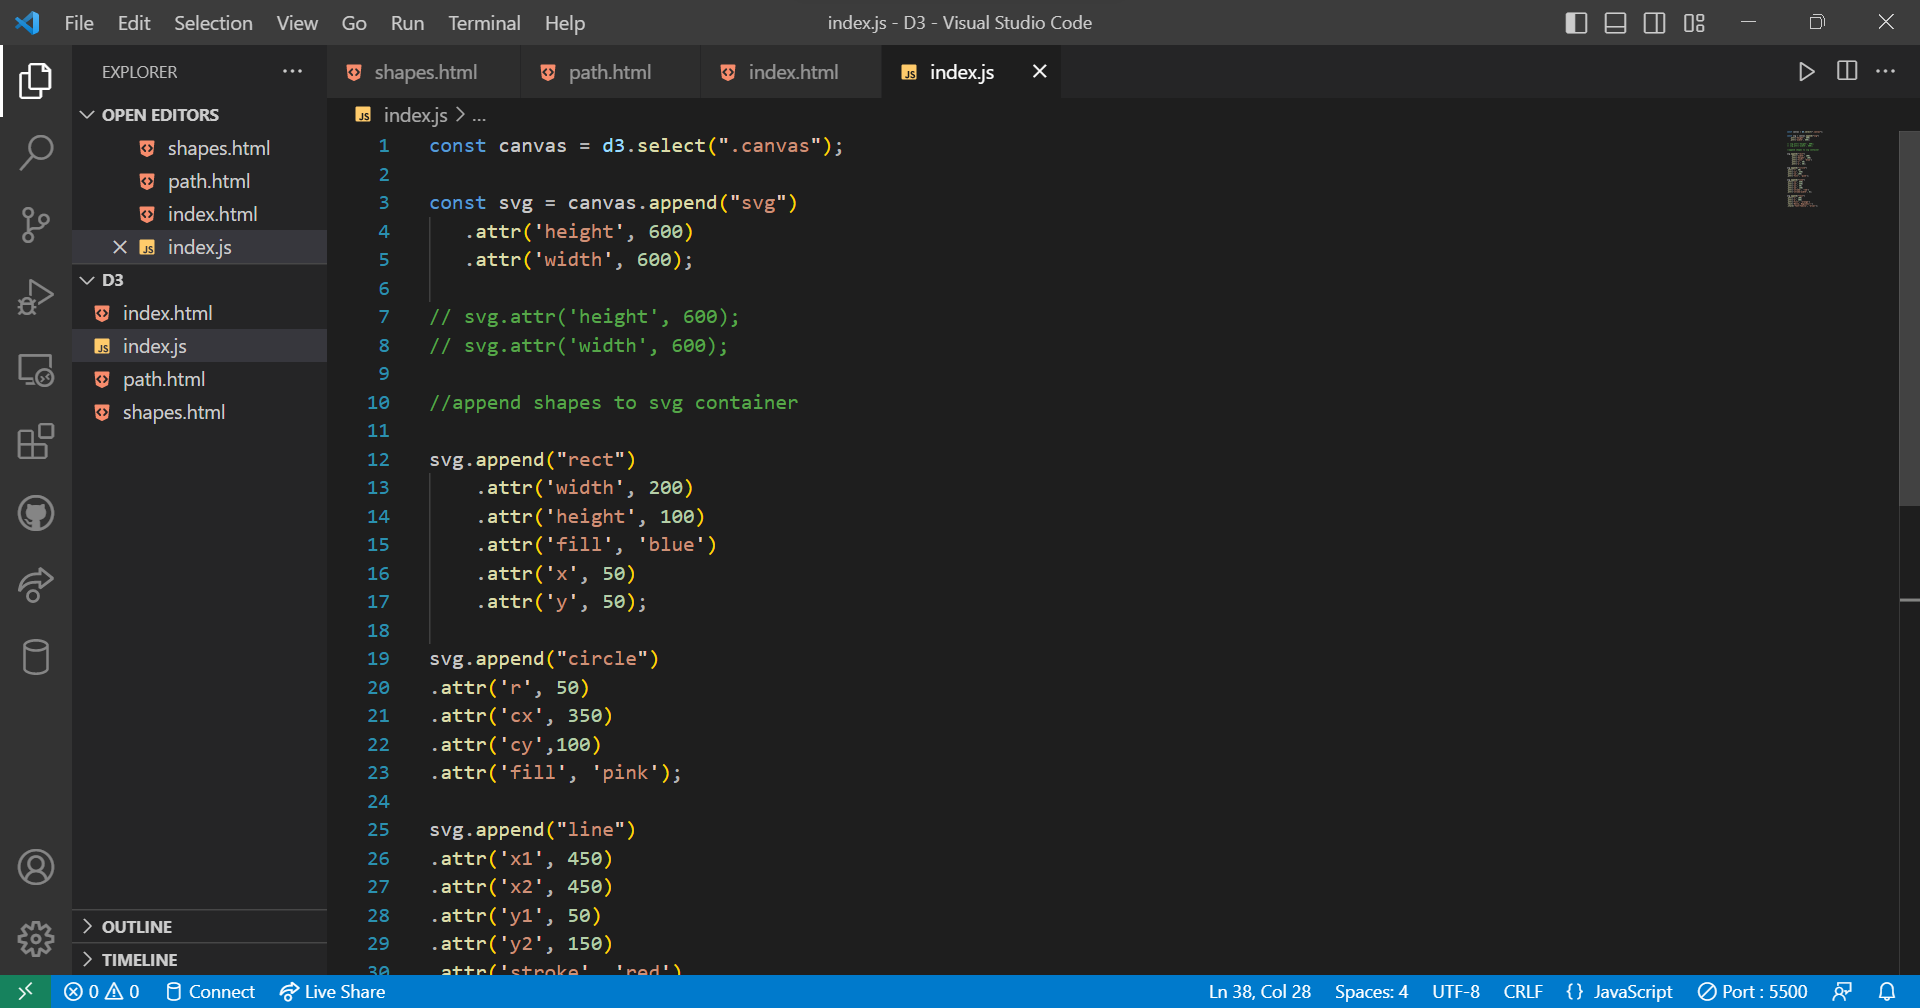 File Edit Selection View Go Run Terminal Help
index.js - D3 - Visual Studio Code
EXPLORER
OPEN EDITORS
shapes.html
path.html
index.html
index.js
D3
index.html
index.js
path.html
shapes.html
OUTLINE
TIMELINE
shapes.html path.html index.html index.js
index.js > ...
1 const canvas = d3.select(".canvas");
2
3 const svg = canvas.append("svg")
4 .attr('height', 600)
5 .attr('width', 600);
6
7 // svg.attr('height', 600);
8 // svg.attr('width', 600);
9
10 //append shapes to svg container
11
12 svg.append("rect")
13 .attr('width', 200)
14 .attr('height', 100)
15 .attr('fill', 'blue')
16 .attr('x', 50)
17 .attr('y', 50);
18
19 svg.append("circle")
20 .attr('r', 50)
21 .attr('cx', 350)
22 .attr('cy',100)
23 .attr('fill', 'pink');
24
25 svg.append("line")
26 .attr('x1', 450)
27 .attr('x2', 450)
28 .attr('y1', 50)
29 .attr('y2', 150)
30 .attr('stroke', 'red')
0 0 Connect Live Share
Ln 38, Col 28 Spaces: 4 UTF-8 CRLF {} JavaScript Port : 5500